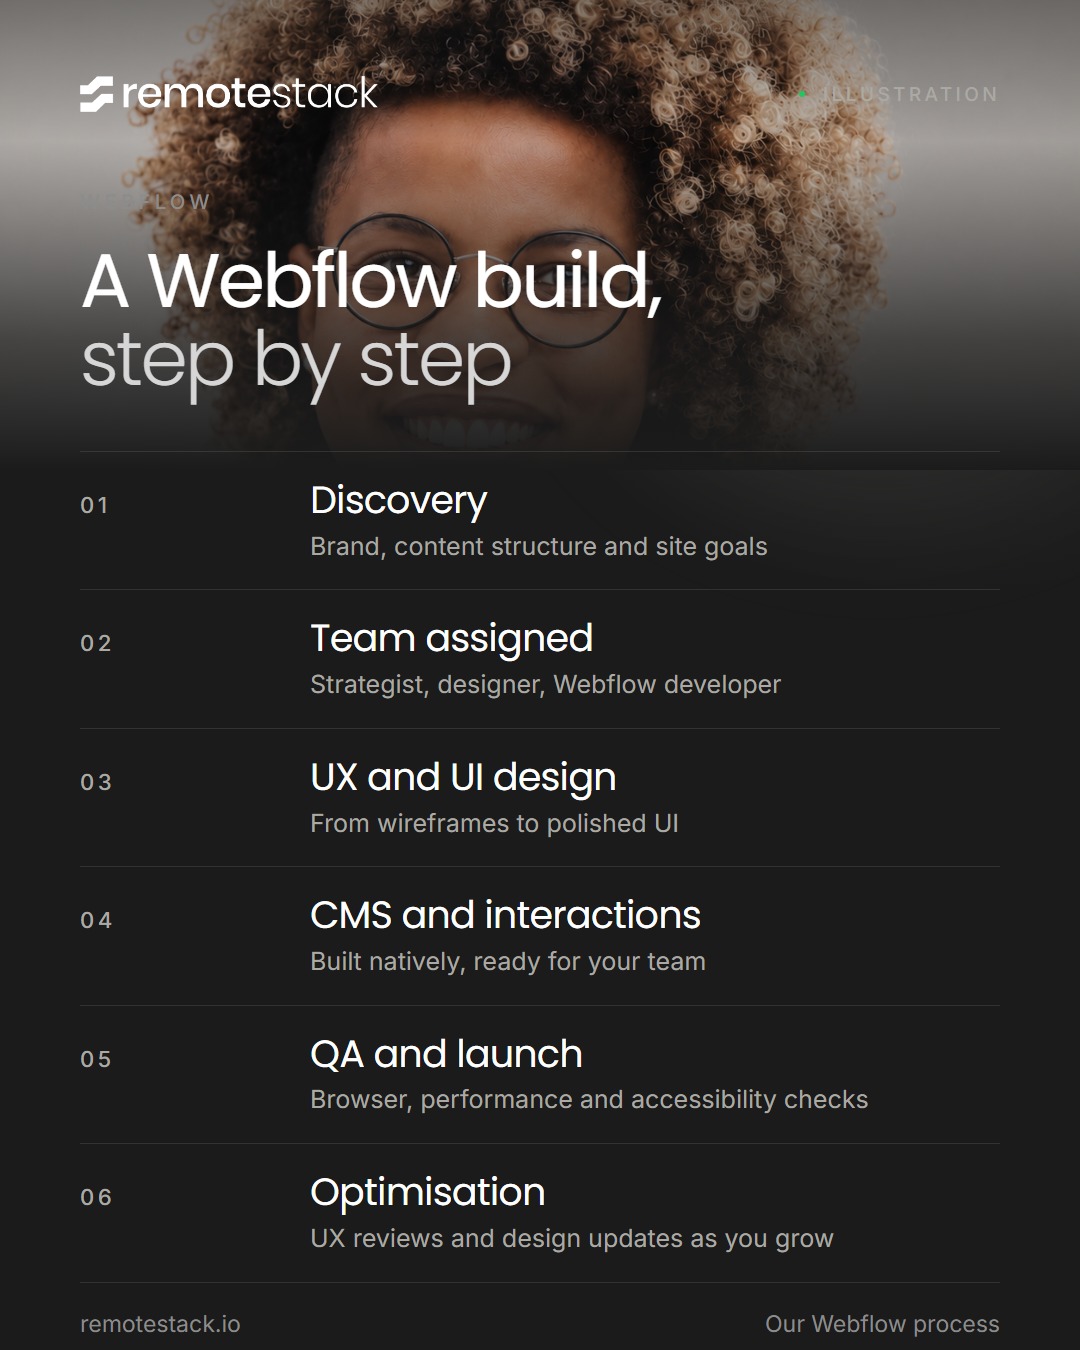 remotestack
ILLUSTRATION
WEBFLOW
A Webflow build,
step by step
01
Discovery
Brand, content structure and site goals
02
Team assigned
Strategist, designer, Webflow developer
03
UX and UI design
From wireframes to polished UI
04
CMS and interactions
Built natively, ready for your team
05
QA and launch
Browser, performance and accessibility checks
06
Optimisation
UX reviews and design updates as you grow
remotestack.io
Our Webflow process